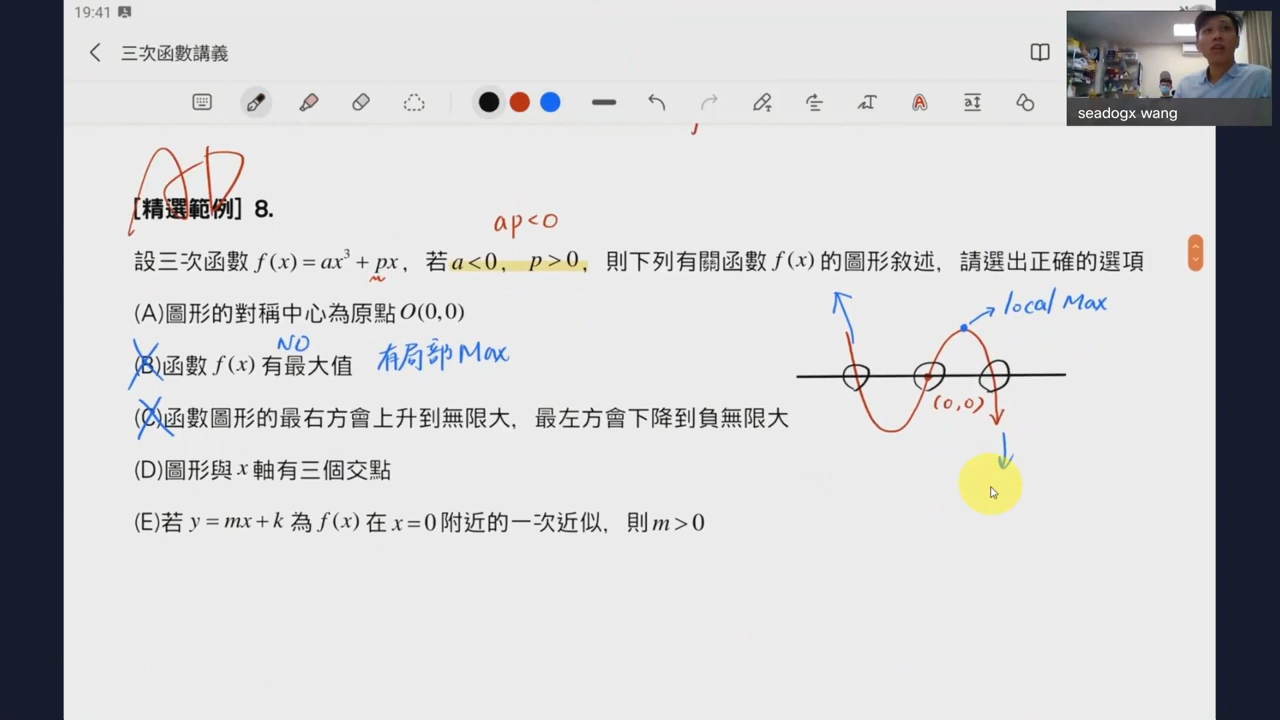 19:41
三次函數講義
seadogx wang
AD
[精選範例] 8.
ap<0
設三次函數 f(x)=ax³+px，若 a<0，p>0，則下列有關函數 f(x) 的圖形敘述，請選出正確的選項
(A)圖形的對稱中心為原點 O(0,0)
local Max
NO
(B)函數 f(x) 有最大值 有局部Max
(0,0)
(C)函數圖形的最右方會上升到無限大，最左方會下降到負無限大
(D)圖形與 x 軸有三個交點
(E)若 y=mx+k 為 f(x) 在 x=0 附近的一次近似，則 m>0